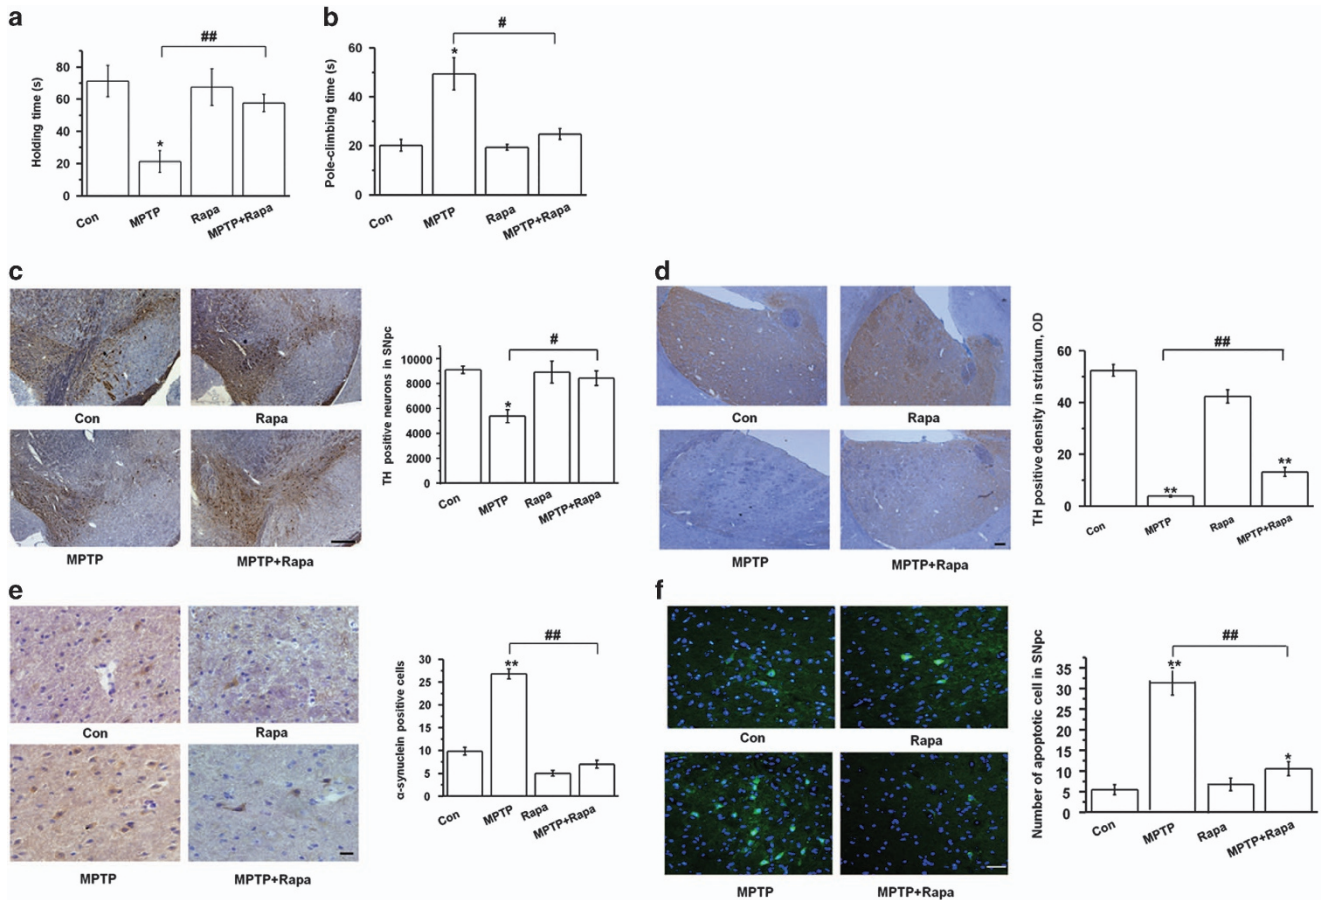 a
##
Holding time (s)
80
60
40
20
0
*
Con
MPTP
Rapa
MPTP+Rapa
b
#
Pole-climbing time (s)
60
40
20
0
*
Con
MPTP
Rapa
MPTP+Rapa
c
Con
Rapa
MPTP
MPTP+Rapa
#
TH positive neurons in SNpc
10000
8000
6000
4000
2000
0
*
Con
MPTP
Rapa
MPTP+Rapa
d
Con
Rapa
MPTP
MPTP+Rapa
##
TH positive density in striatum, OD
60
40
20
0
**
**
Con
MPTP
Rapa
MPTP+Rapa
e
Con
Rapa
MPTP
MPTP+Rapa
##
α-synuclein positive cells
30
25
20
15
10
5
0
**
Con
MPTP
Rapa
MPTP+Rapa
f
Con
Rapa
MPTP
MPTP+Rapa
##
Number of apoptotic cell in SNpc
35
30
25
20
15
10
5
0
**
*
Con
MPTP
Rapa
MPTP+Rapa